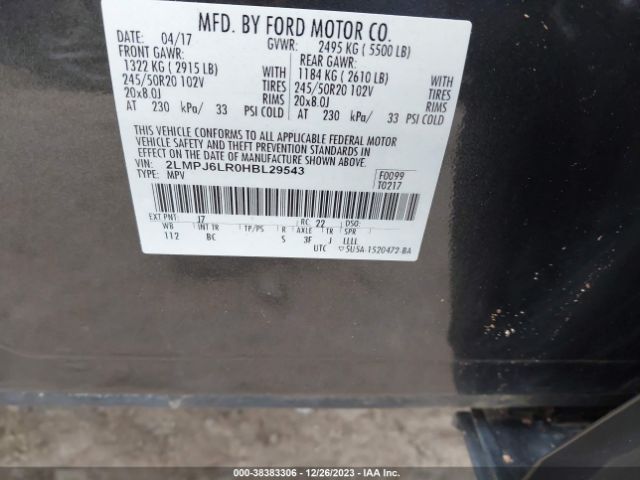 MFD. BY FORD MOTOR CO.
DATE: 04/17 GVWR: 2495 KG ( 5500 LB)
FRONT GAWR: REAR GAWR:
1322 KG ( 2915 LB) WITH 1184 KG ( 2610 LB) WITH
245/50R20 102V TIRES 245/50R20 102V TIRES
20x8.0J RIMS 20x8.0J RIMS
AT 230 kPa/ 33 PSI COLD AT 230 kPa/ 33 PSI COLD
THIS VEHICLE CONFORMS TO ALL APPLICABLE FEDERAL MOTOR
VEHICLE SAFETY AND BUMPER STANDARDS AND THEFT PREVENTION STANDARDS IN
EFFECT ON THE DATE OF MANUFACTURE SHOWN ABOVE.
VIN: 2LMPJ6LR0HBL29543 F0099
TYPE: MPV T0217
EXT PNT: J7 RC: 22 DSO:
WB INT TR TP/PS R AXLE TR SPR
112 BC S 3F J LLLL
UTC 5U5A-1520472-BA
000-38383306 - 12/26/2023 - IAA Inc.